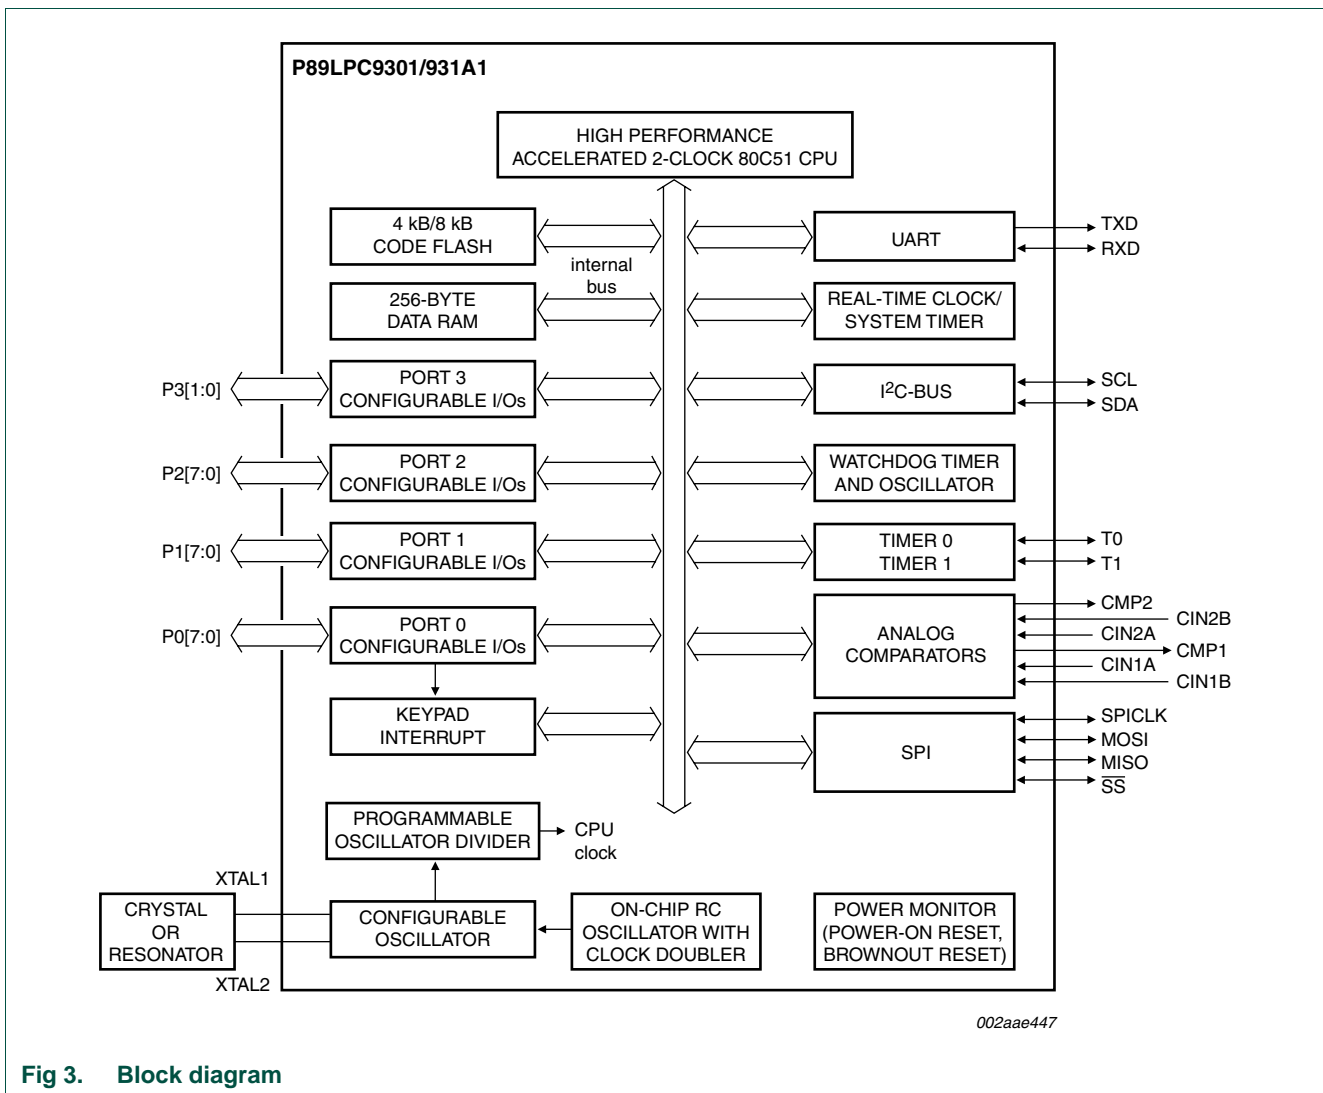 P89LPC9301/931A1
HIGH PERFORMANCE
ACCELERATED 2-CLOCK 80C51 CPU
4 kB/8 kB
CODE FLASH
internal
bus
UART
TXD
RXD
256-BYTE
DATA RAM
REAL-TIME CLOCK/
SYSTEM TIMER
P3[1:0]
PORT 3
CONFIGURABLE I/Os
I²C-BUS
SCL
SDA
P2[7:0]
PORT 2
CONFIGURABLE I/Os
WATCHDOG TIMER
AND OSCILLATOR
P1[7:0]
PORT 1
CONFIGURABLE I/Os
TIMER 0
TIMER 1
T0
T1
P0[7:0]
PORT 0
CONFIGURABLE I/Os
ANALOG
COMPARATORS
CMP2
CIN2B
CIN2A
CMP1
CIN1A
CIN1B
KEYPAD
INTERRUPT
SPI
SPICLK
MOSI
MISO
S̅S̅
PROGRAMMABLE
OSCILLATOR DIVIDER
CPU
clock
XTAL1
CRYSTAL
OR
RESONATOR
XTAL2
CONFIGURABLE
OSCILLATOR
ON-CHIP RC
OSCILLATOR WITH
CLOCK DOUBLER
POWER MONITOR
(POWER-ON RESET,
BROWNOUT RESET)
002aae447
Fig 3. Block diagram